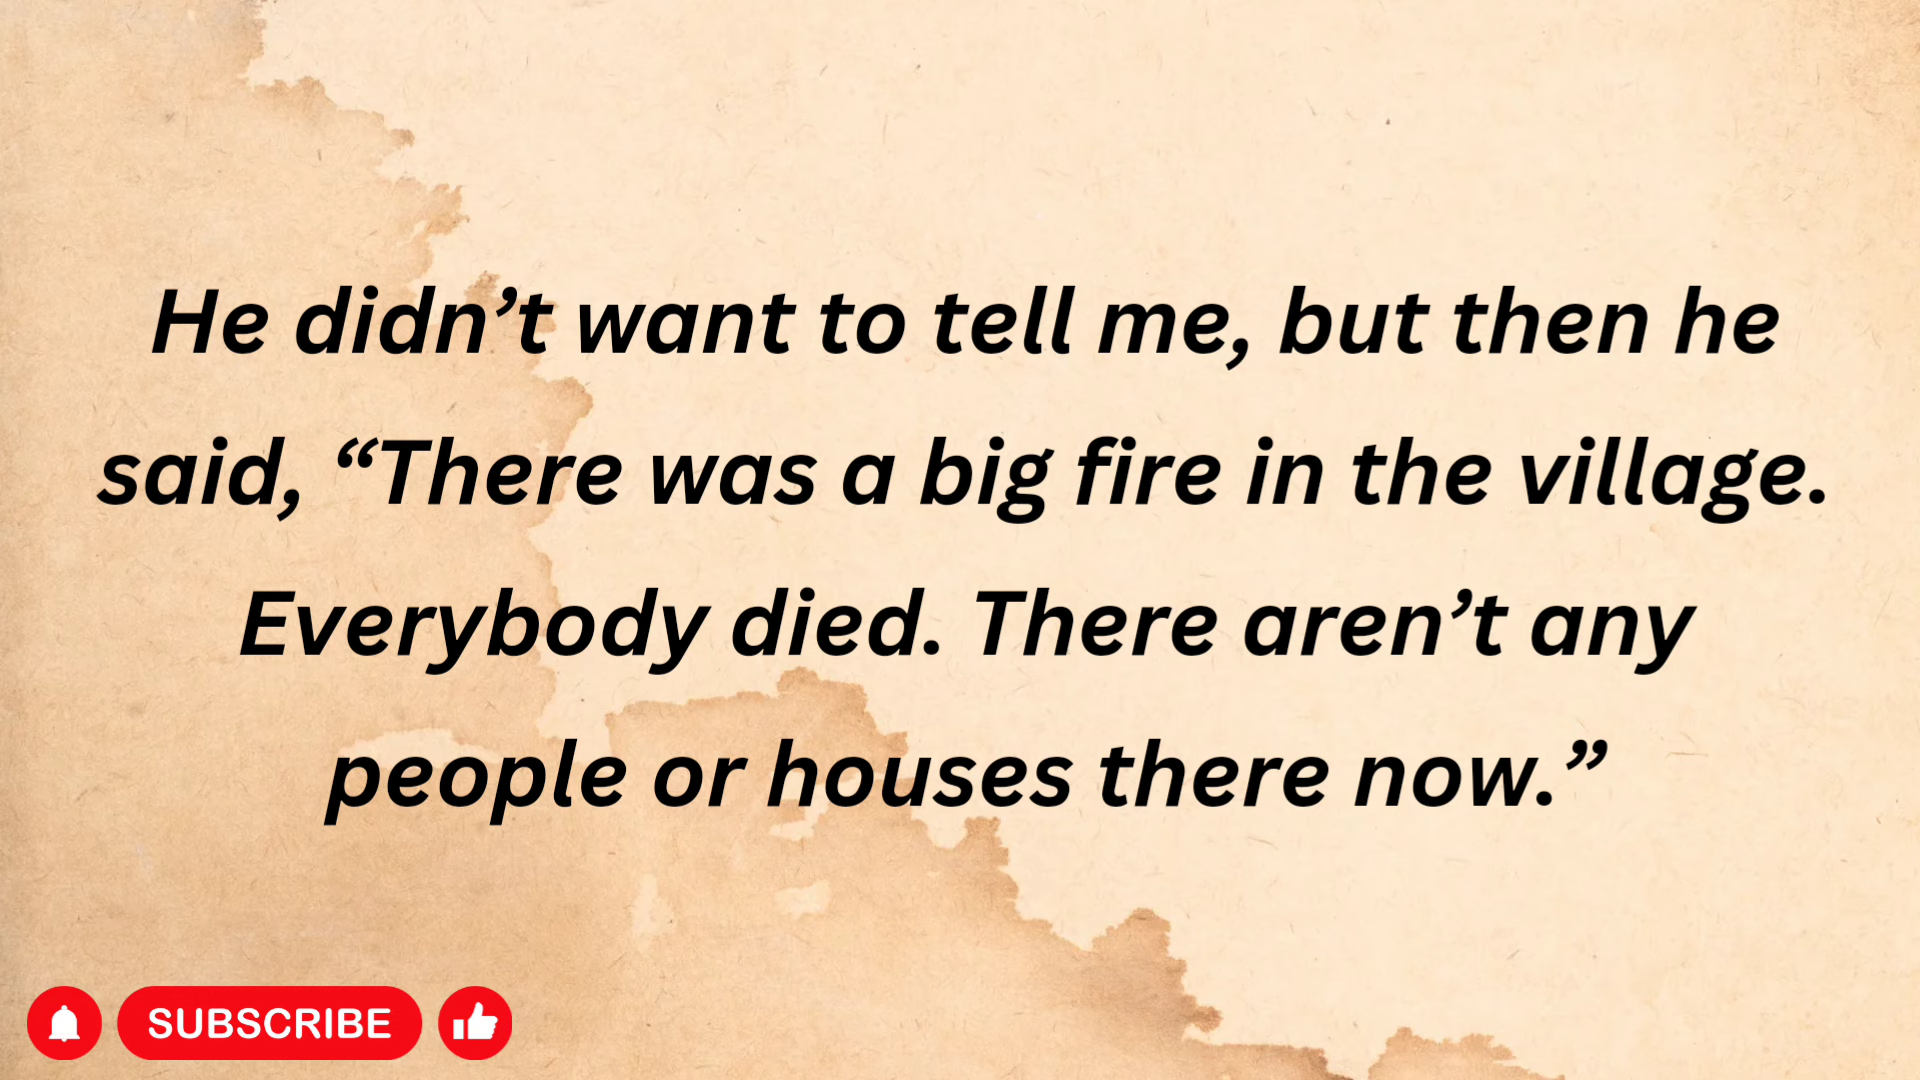 He didn’t want to tell me, but then he
said, “There was a big fire in the village.
Everybody died. There aren’t any
people or houses there now.”
SUBSCRIBE